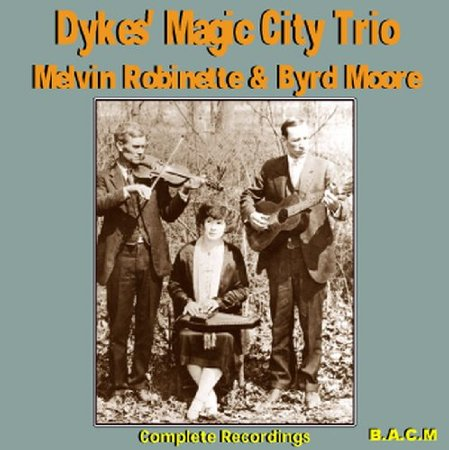 Dykes' Magic City Trio
Melvin Robinette & Byrd Moore
Complete Recordings
B.A.C.M